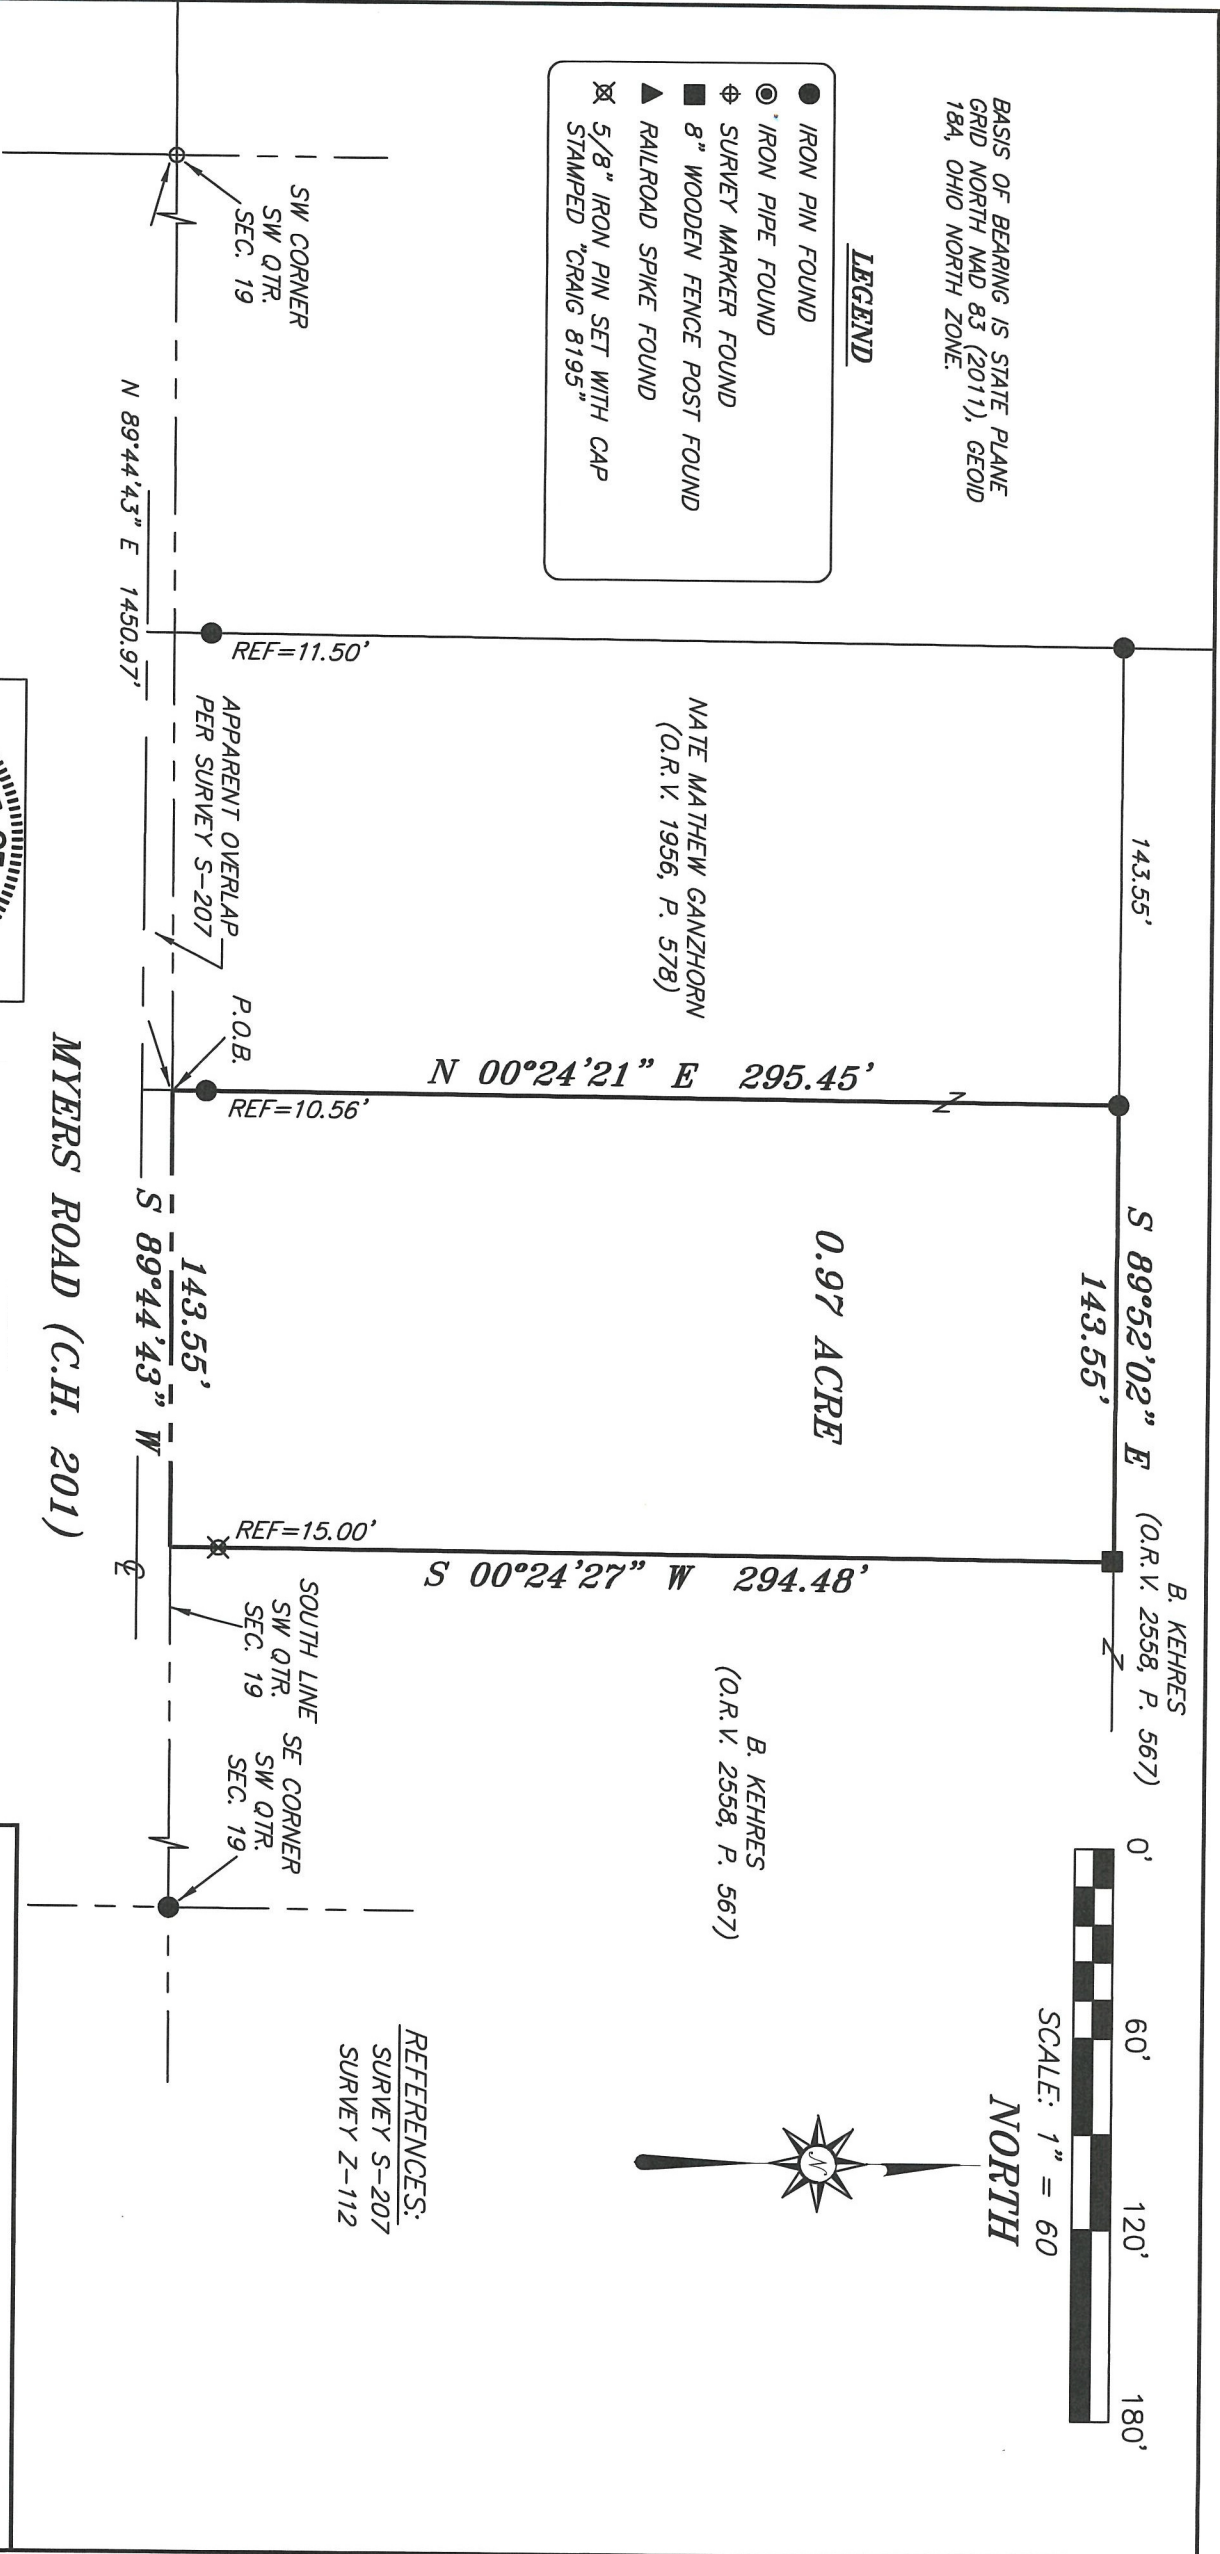 BASIS OF BEARING IS STATE PLANE
GRID NORTH NAD 83 (2011), GEOID
18A, OHIO NORTH ZONE.
LEGEND
IRON PIN FOUND
IRON PIPE FOUND
SURVEY MARKER FOUND
8" WOODEN FENCE POST FOUND
RAILROAD SPIKE FOUND
5/8" IRON PIN SET WITH CAP
STAMPED "CRAIG 8195"
SW CORNER
SW QTR.
SEC. 19
N 89°44'43" E 1450.97'
REF=11.50'
143.55'
NATE MATHEW GANZHORN
(O.R.V. 1956, P. 578)
APPARENT OVERLAP
PER SURVEY S-207
P.O.B.
N 00°24'21" E 295.45'
REF=10.56'
S 89°52'02" E
143.55'
0.97 ACRE
143.55'
S 89°44'43" W
MYERS ROAD (C.H. 201)
REF=15.00'
S 00°24'27" W 294.48'
B. KEHRES
(O.R.V. 2558, P. 567)
B. KEHRES
(O.R.V. 2558, P. 567)
SOUTH LINE
SW QTR.
SEC. 19
SE CORNER
SW QTR.
SEC. 19
0' 60' 120' 180'
SCALE: 1" = 60
NORTH
N
REFERENCES:
SURVEY S-207
SURVEY Z-112